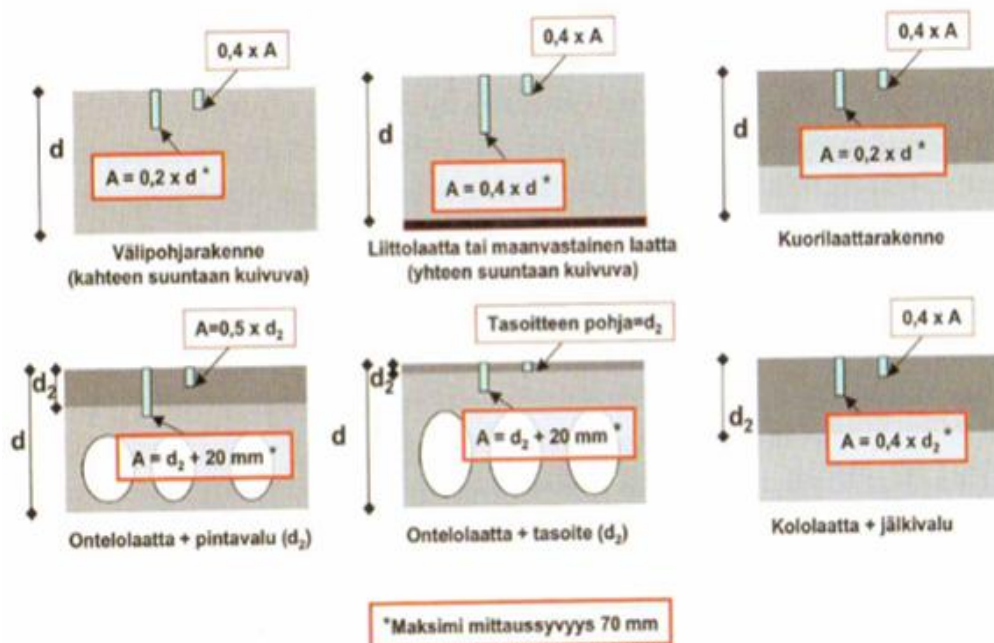 0,4 x A
d
A = 0,2 x d *
Välipohjarakenne
(kahteen suuntaan kuivuva)
0,4 x A
d
A = 0,4 x d *
Liittolaatta tai maanvastainen laatta
(yhteen suuntaan kuivuva)
0,4 x A
d
A = 0,2 x d *
Kuorilaattarakenne
A=0,5 x d₂
d₂
d
A = d₂ + 20 mm *
Ontelolaatta + pintavalu (d₂)
Tasoitteen pohja=d₂
d₂
d
A = d₂ + 20 mm *
Ontelolaatta + tasoite (d₂)
0,4 x A
d₂
A = 0,4 x d₂ *
Kololaatta + jälkivalu
*Maksimi mittaussyvyys 70 mm